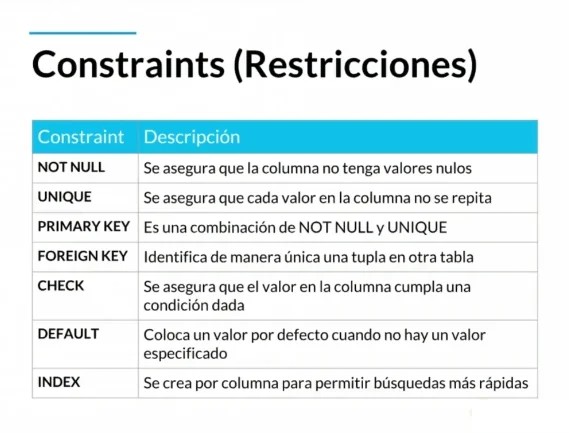 Constraints (Restricciones)
Constraint Descripción
NOT NULL Se asegura que la columna no tenga valores nulos
UNIQUE Se asegura que cada valor en la columna no se repita
PRIMARY KEY Es una combinación de NOT NULL y UNIQUE
FOREIGN KEY Identifica de manera única una tupla en otra tabla
CHECK Se asegura que el valor en la columna cumpla una
condición dada
DEFAULT Coloca un valor por defecto cuando no hay un valor
especificado
INDEX Se crea por columna para permitir búsquedas más rápidas